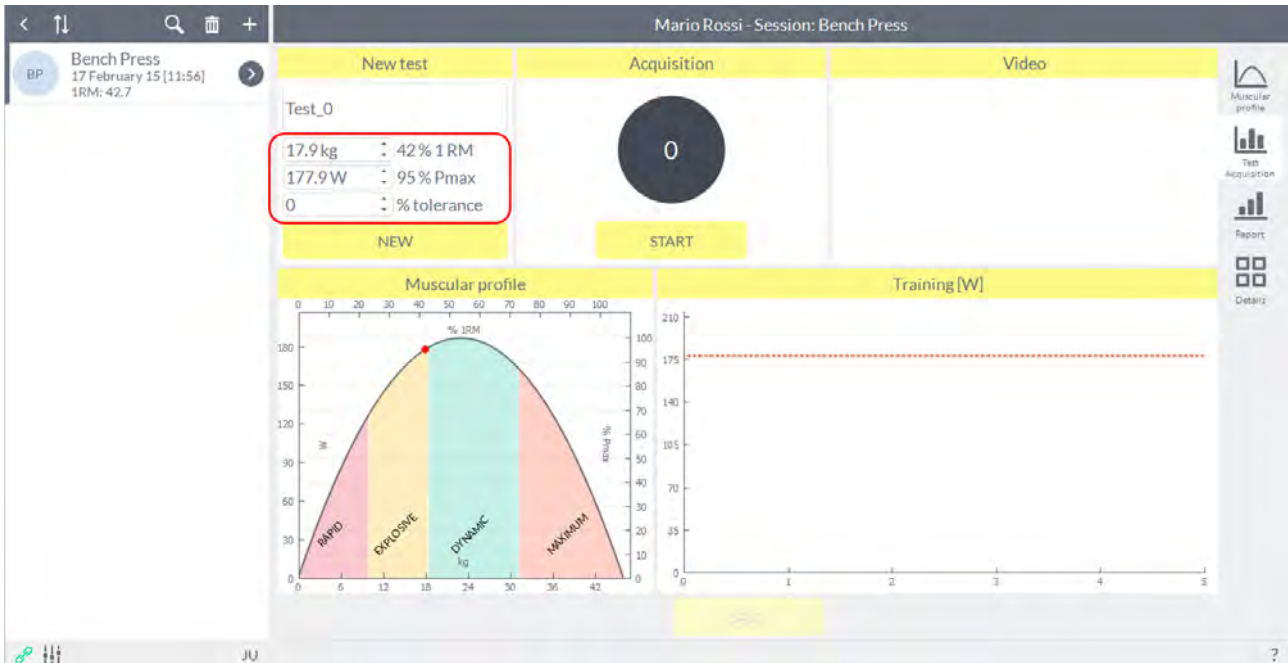 Mario Rossi - Session: Bench Press
BP
Bench Press
17 February 15 [11:56]
1RM: 42.7
New test
Acquisition
Video
Test_0
17.9 kg 42 % 1 RM
177.9 W 95 % Pmax
0 % tolerance
NEW
0
START
Muscular profile
Test Acquisition
Report
Details
Muscular profile
0 10 20 30 40 50 60 70 80 90 100
% 1RM
180
150
120
90
60
30
0
W
100
90
80
70
60
50
40
30
20
10
0
% Pmax
RAPID
EXPLOSIVE
DYNAMIC
MAXIMUM
kg
0 6 12 18 24 30 36 42
Training [W]
210
175
140
105
70
35
0
0 1 2 3 4 5
JU
?